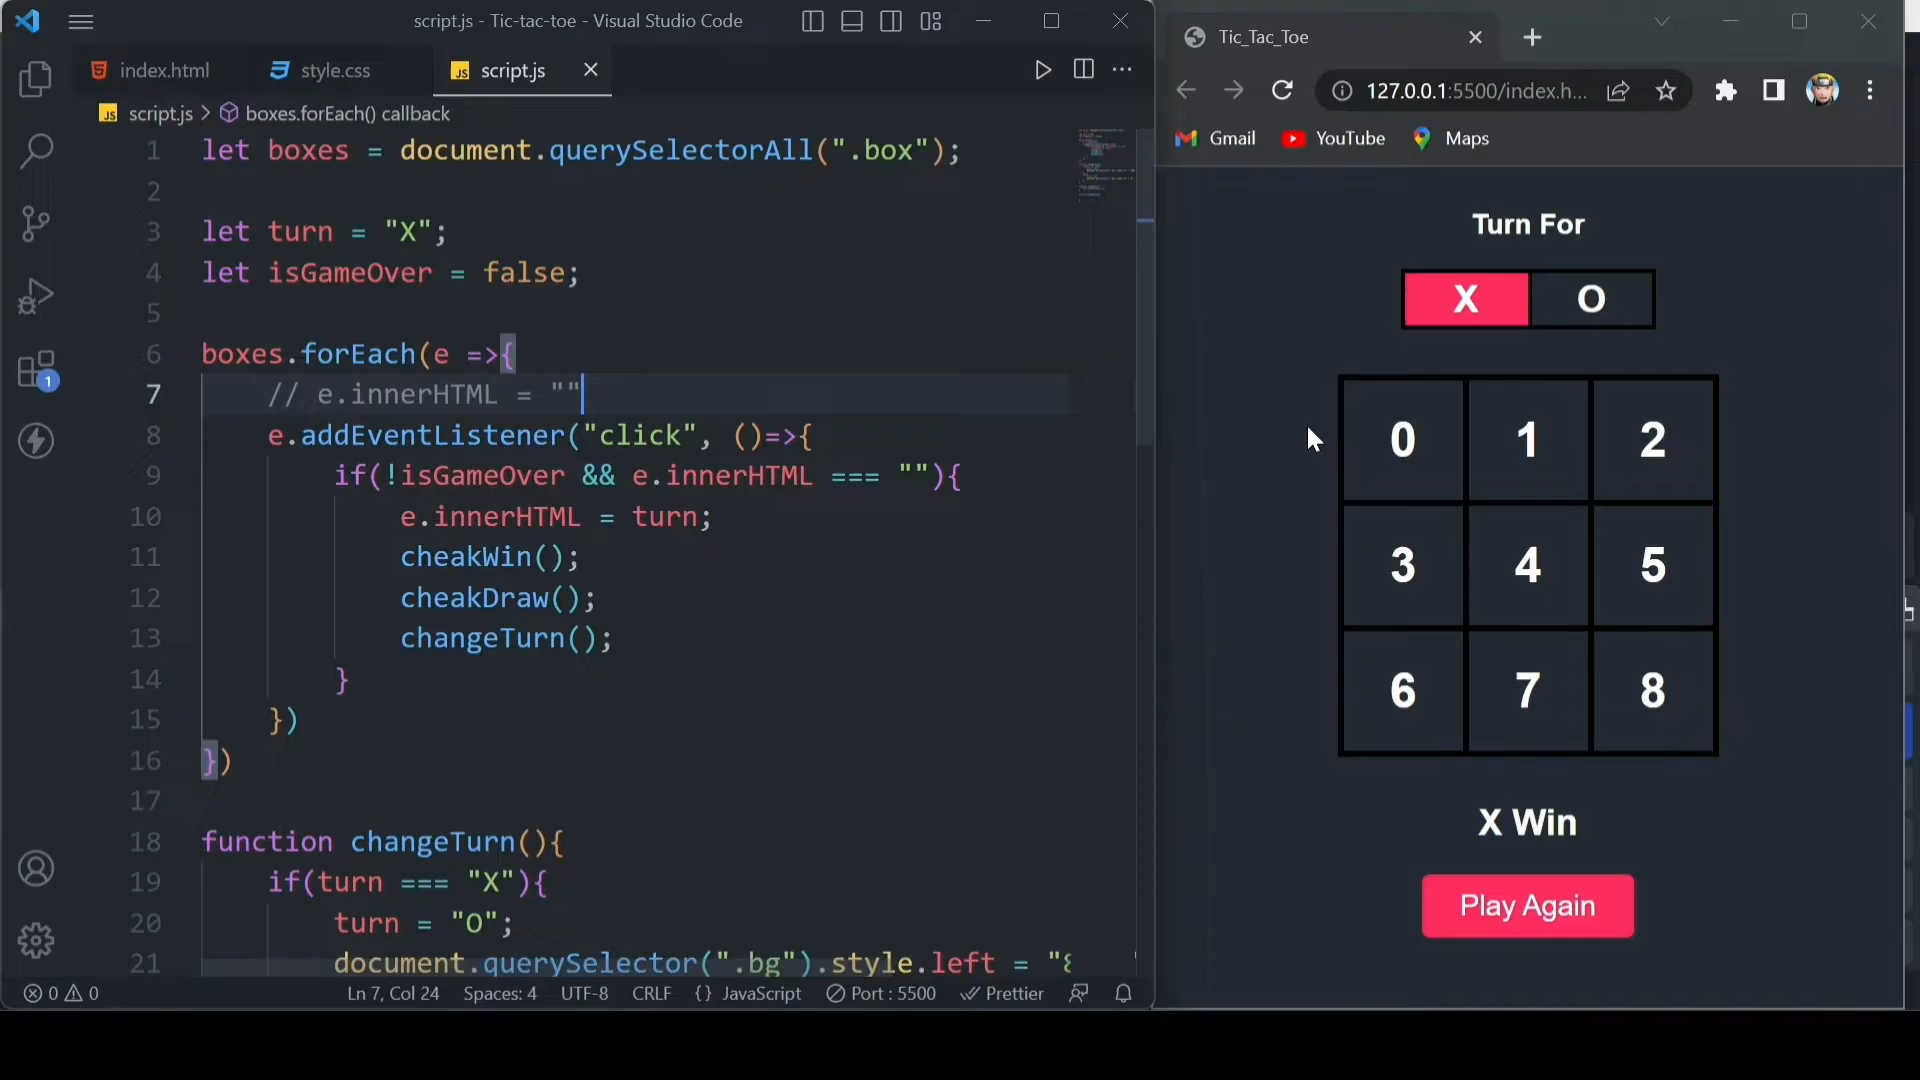 script.js - Tic-tac-toe - Visual Studio Code
index.html
style.css
JS script.js
JS script.js > boxes.forEach() callback
1 let boxes = document.querySelectorAll(".box");
2
3 let turn = "X";
4 let isGameOver = false;
5
6 boxes.forEach(e =>{
7 // e.innerHTML = ""
8 e.addEventListener("click", ()=>{
9 if(!isGameOver && e.innerHTML === ""){
10 e.innerHTML = turn;
11 cheakWin();
12 cheakDraw();
13 changeTurn();
14 }
15 })
16 })
17
18 function changeTurn(){
19 if(turn === "X"){
20 turn = "O";
21 document.querySelector(".bg").style.left = "
1
0 0
Ln 7, Col 24 Spaces: 4 UTF-8 CRLF {} JavaScript Port : 5500 Prettier
Tic_Tac_Toe
127.0.0.1:5500/index.h...
Gmail YouTube Maps
Turn For
X O
0 1 2
3 4 5
6 7 8
X Win
Play Again